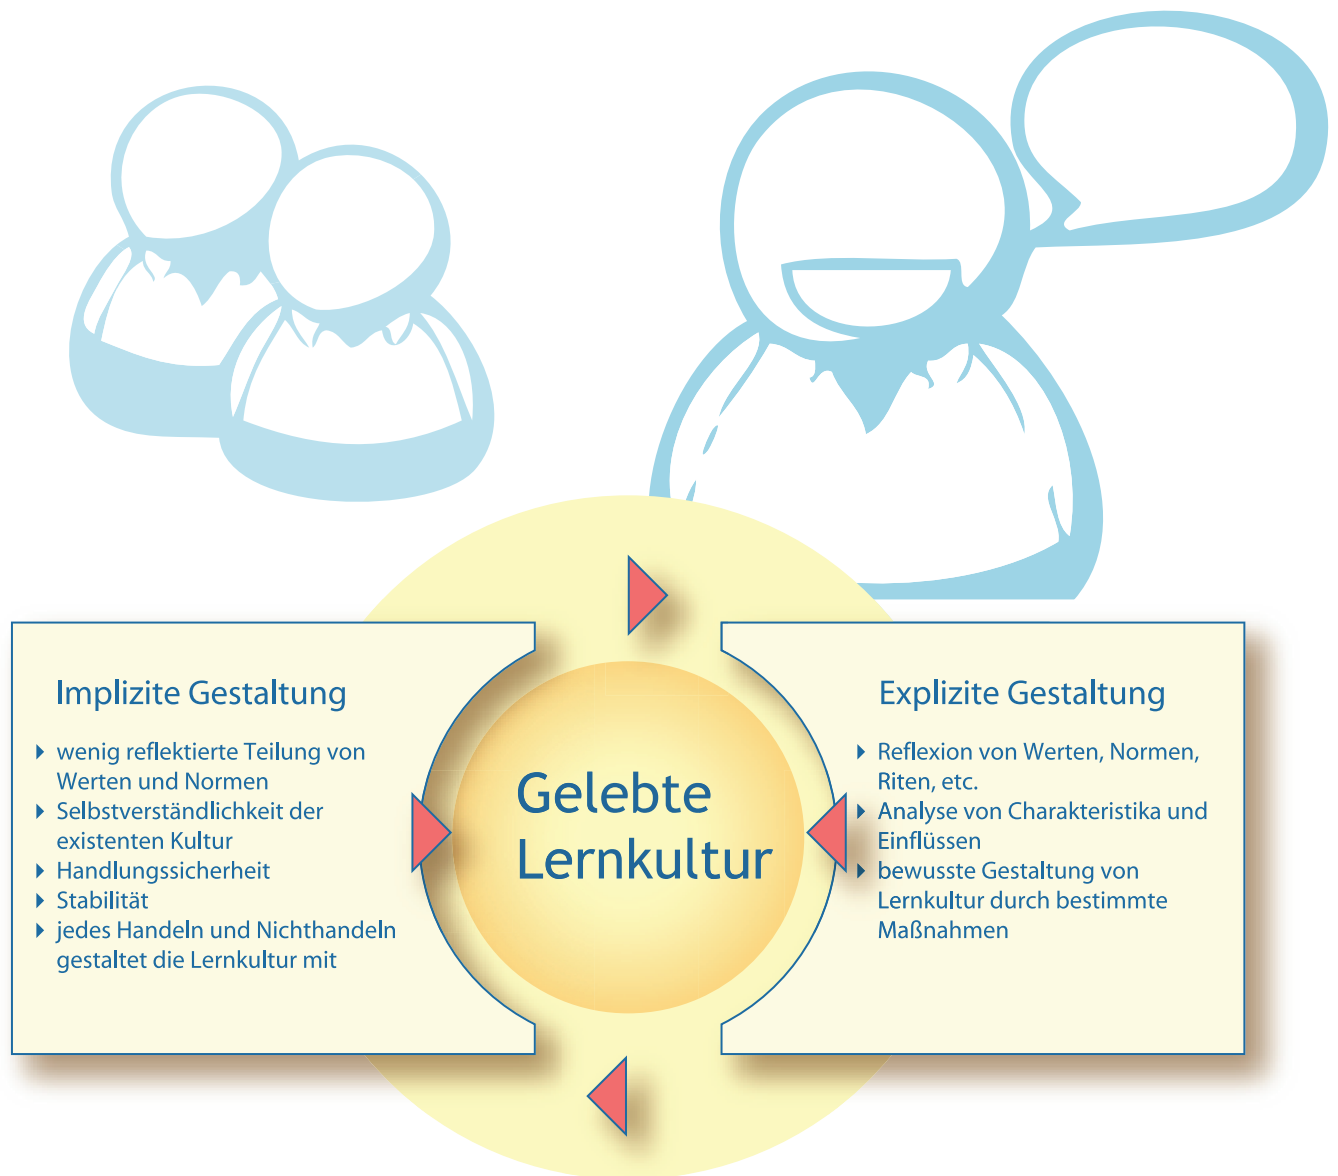 Implizite Gestaltung
wenig reflektierte Teilung von
Werten und Normen
Selbstverständlichkeit der
existenten Kultur
Handlungssicherheit
Stabilität
jedes Handeln und Nichthandeln
gestaltet die Lernkultur mit
Gelebte
Lernkultur
Explizite Gestaltung
Reflexion von Werten, Normen,
Riten, etc.
Analyse von Charakteristika und
Einflüssen
bewusste Gestaltung von
Lernkultur durch bestimmte
Maßnahmen